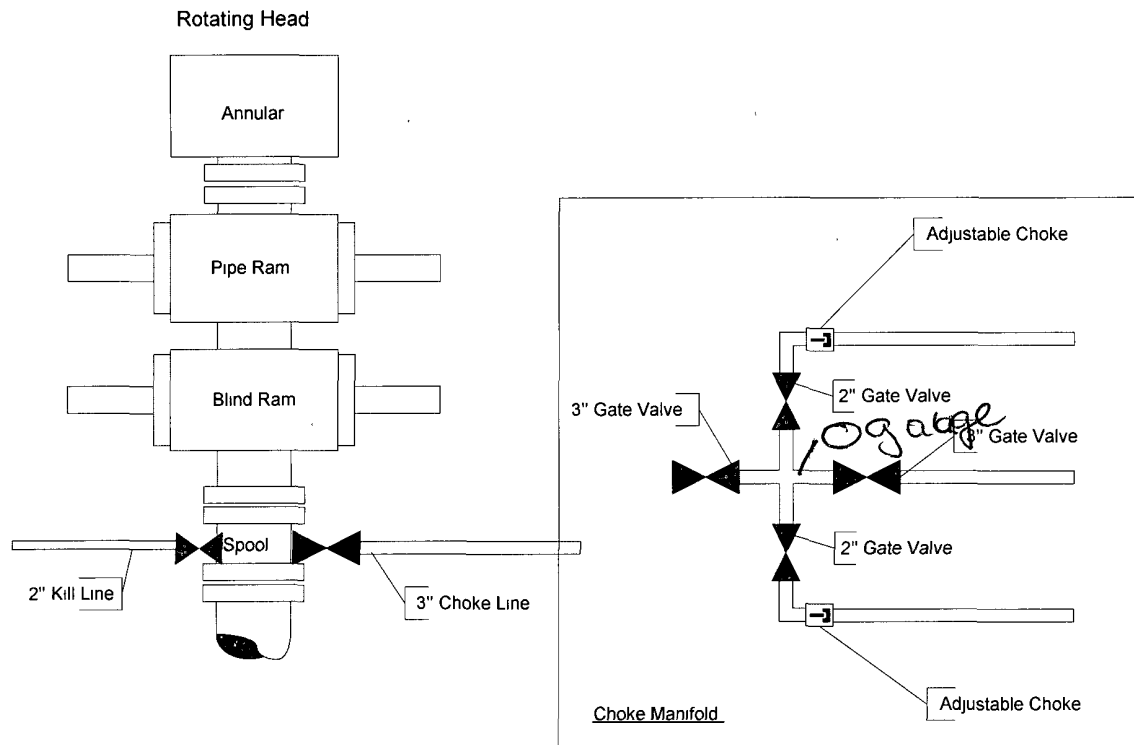 Rotating Head
Annular
Pipe Ram
Blind Ram
Spool
2" Kill Line
3" Choke Line
Adjustable Choke
2" Gate Valve
3" Gate Valve
gauge
3" Gate Valve
2" Gate Valve
Adjustable Choke
Choke Manifold